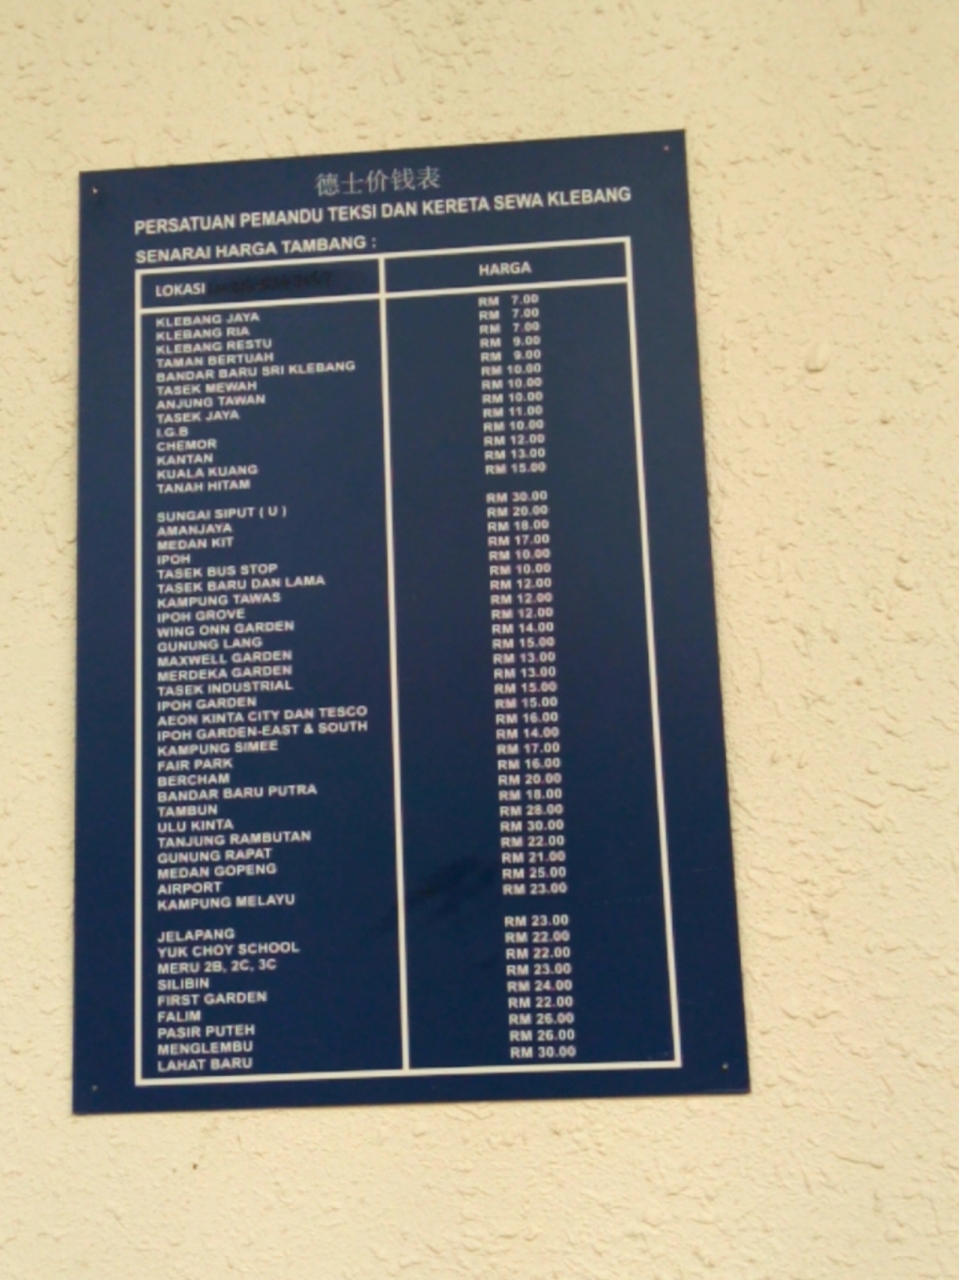 德士价钱表
PERSATUAN PEMANDU TEKSI DAN KERETA SEWA KLEBANG
SENARAI HARGA TAMBANG :
LOKASI HARGA
KLEBANG JAYA RM 7.00
KLEBANG RIA RM 7.00
KLEBANG RESTU RM 7.00
TAMAN BERTUAH RM 9.00
BANDAR BARU SRI KLEBANG RM 9.00
TASEK MEWAH RM 10.00
ANJUNG TAWAN RM 10.00
TASEK JAYA RM 10.00
I.G.B RM 11.00
CHEMOR RM 10.00
KANTAN RM 12.00
KUALA KUANG RM 13.00
TANAH HITAM RM 15.00
SUNGAI SIPUT ( U ) RM 30.00
AMANJAYA RM 20.00
MEDAN KIT RM 18.00
IPOH RM 17.00
TASEK BUS STOP RM 10.00
TASEK BARU DAN LAMA RM 10.00
KAMPUNG TAWAS RM 12.00
IPOH GROVE RM 12.00
WING ONN GARDEN RM 12.00
GUNUNG LANG RM 14.00
MAXWELL GARDEN RM 15.00
MERDEKA GARDEN RM 13.00
TASEK INDUSTRIAL RM 13.00
IPOH GARDEN RM 15.00
AEON KINTA CITY DAN TESCO RM 15.00
IPOH GARDEN-EAST & SOUTH RM 16.00
KAMPUNG SIMEE RM 14.00
FAIR PARK RM 17.00
BERCHAM RM 16.00
BANDAR BARU PUTRA RM 20.00
TAMBUN RM 18.00
ULU KINTA RM 28.00
TANJUNG RAMBUTAN RM 30.00
GUNUNG RAPAT RM 22.00
MEDAN GOPENG RM 21.00
AIRPORT RM 25.00
KAMPUNG MELAYU RM 23.00
JELAPANG RM 23.00
YUK CHOY SCHOOL RM 22.00
MERU 2B, 2C, 3C RM 22.00
SILIBIN RM 23.00
FIRST GARDEN RM 24.00
FALIM RM 22.00
PASIR PUTEH RM 26.00
MENGLEMBU RM 26.00
LAHAT BARU RM 30.00